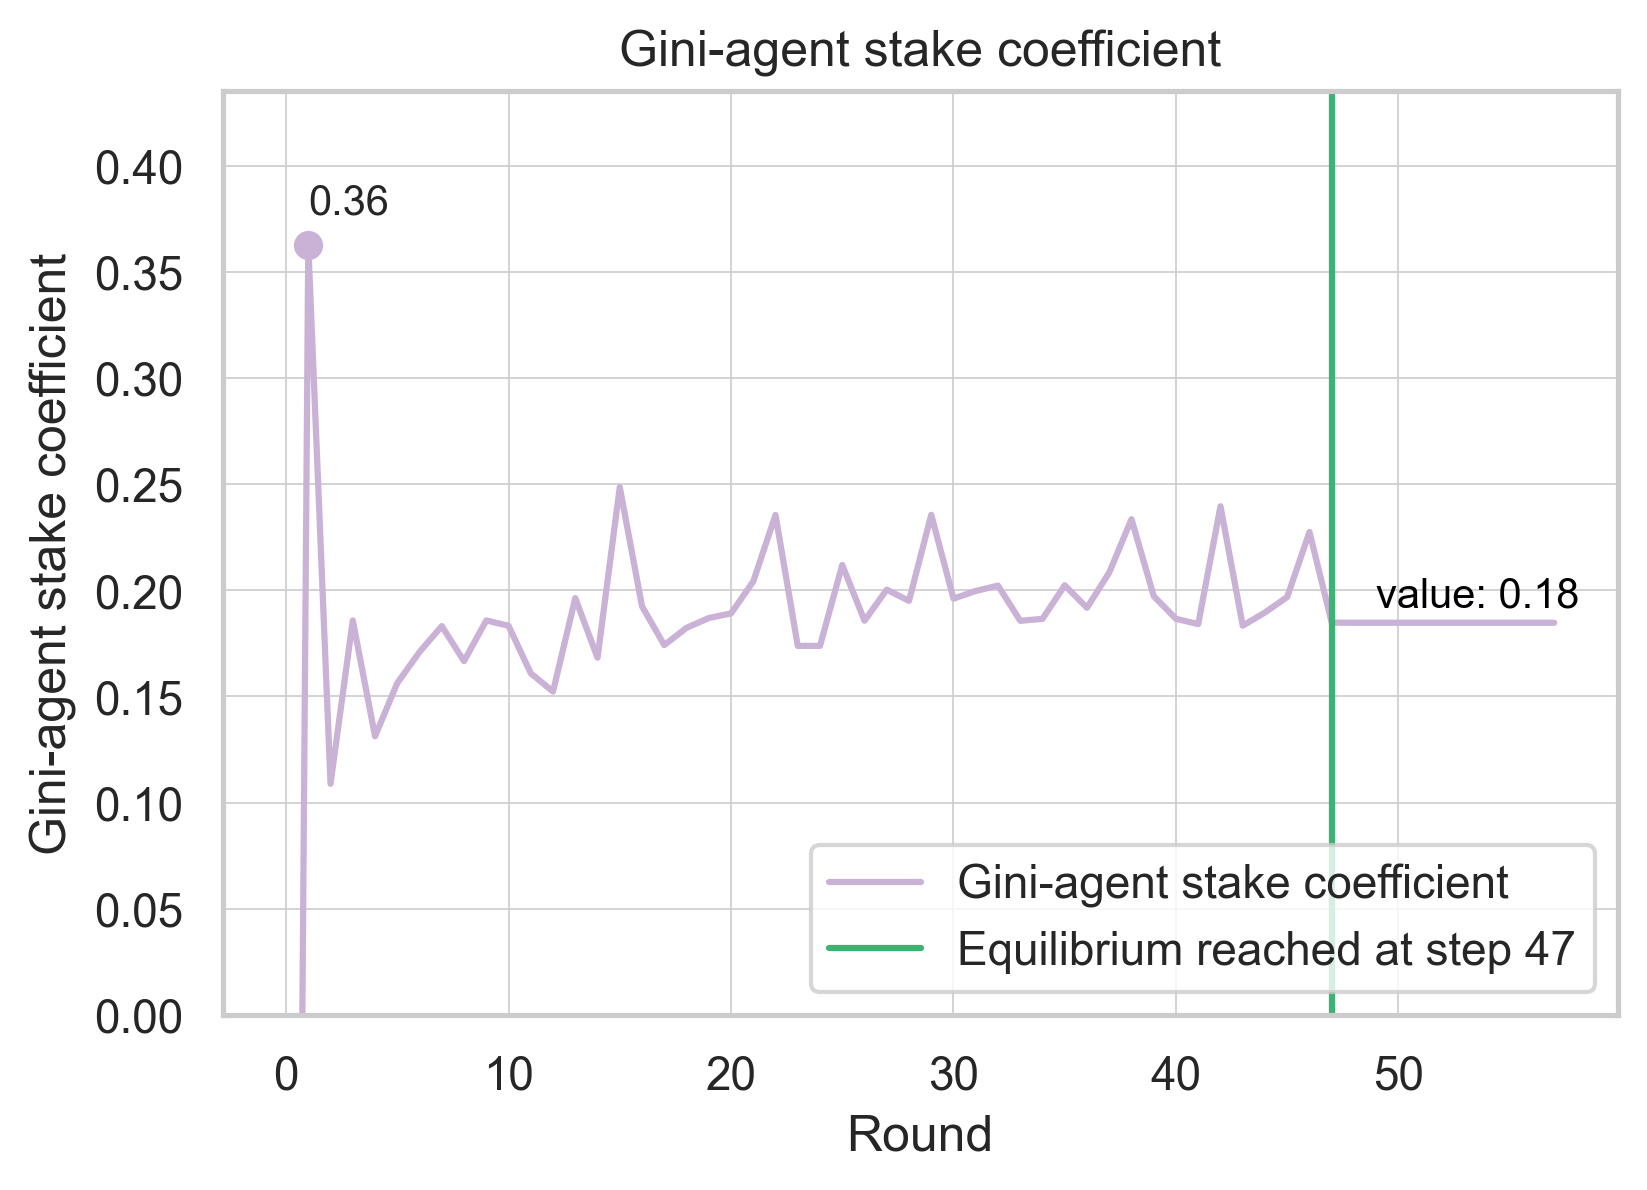 Gini-agent stake coefficient
Gini-agent stake coefficient
0.40
0.35
0.30
0.25
0.20
0.15
0.10
0.05
0.00
0.36
value: 0.18
Gini-agent stake coefficient
Equilibrium reached at step 47
0 10 20 30 40 50
Round